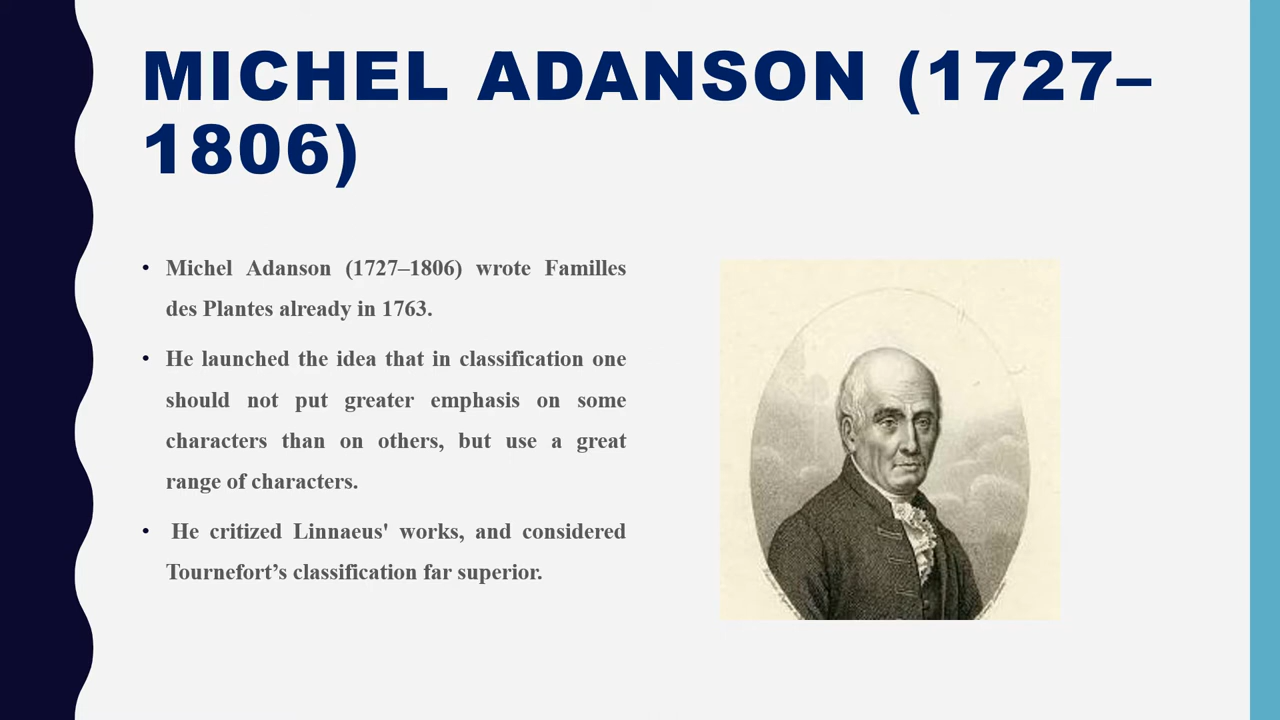 MICHEL ADANSON (1727–
1806)
• Michel Adanson (1727–1806) wrote Familles
des Plantes already in 1763.
• He launched the idea that in classification one
should not put greater emphasis on some
characters than on others, but use a great
range of characters.
• He critized Linnaeus' works, and considered
Tournefort’s classification far superior.